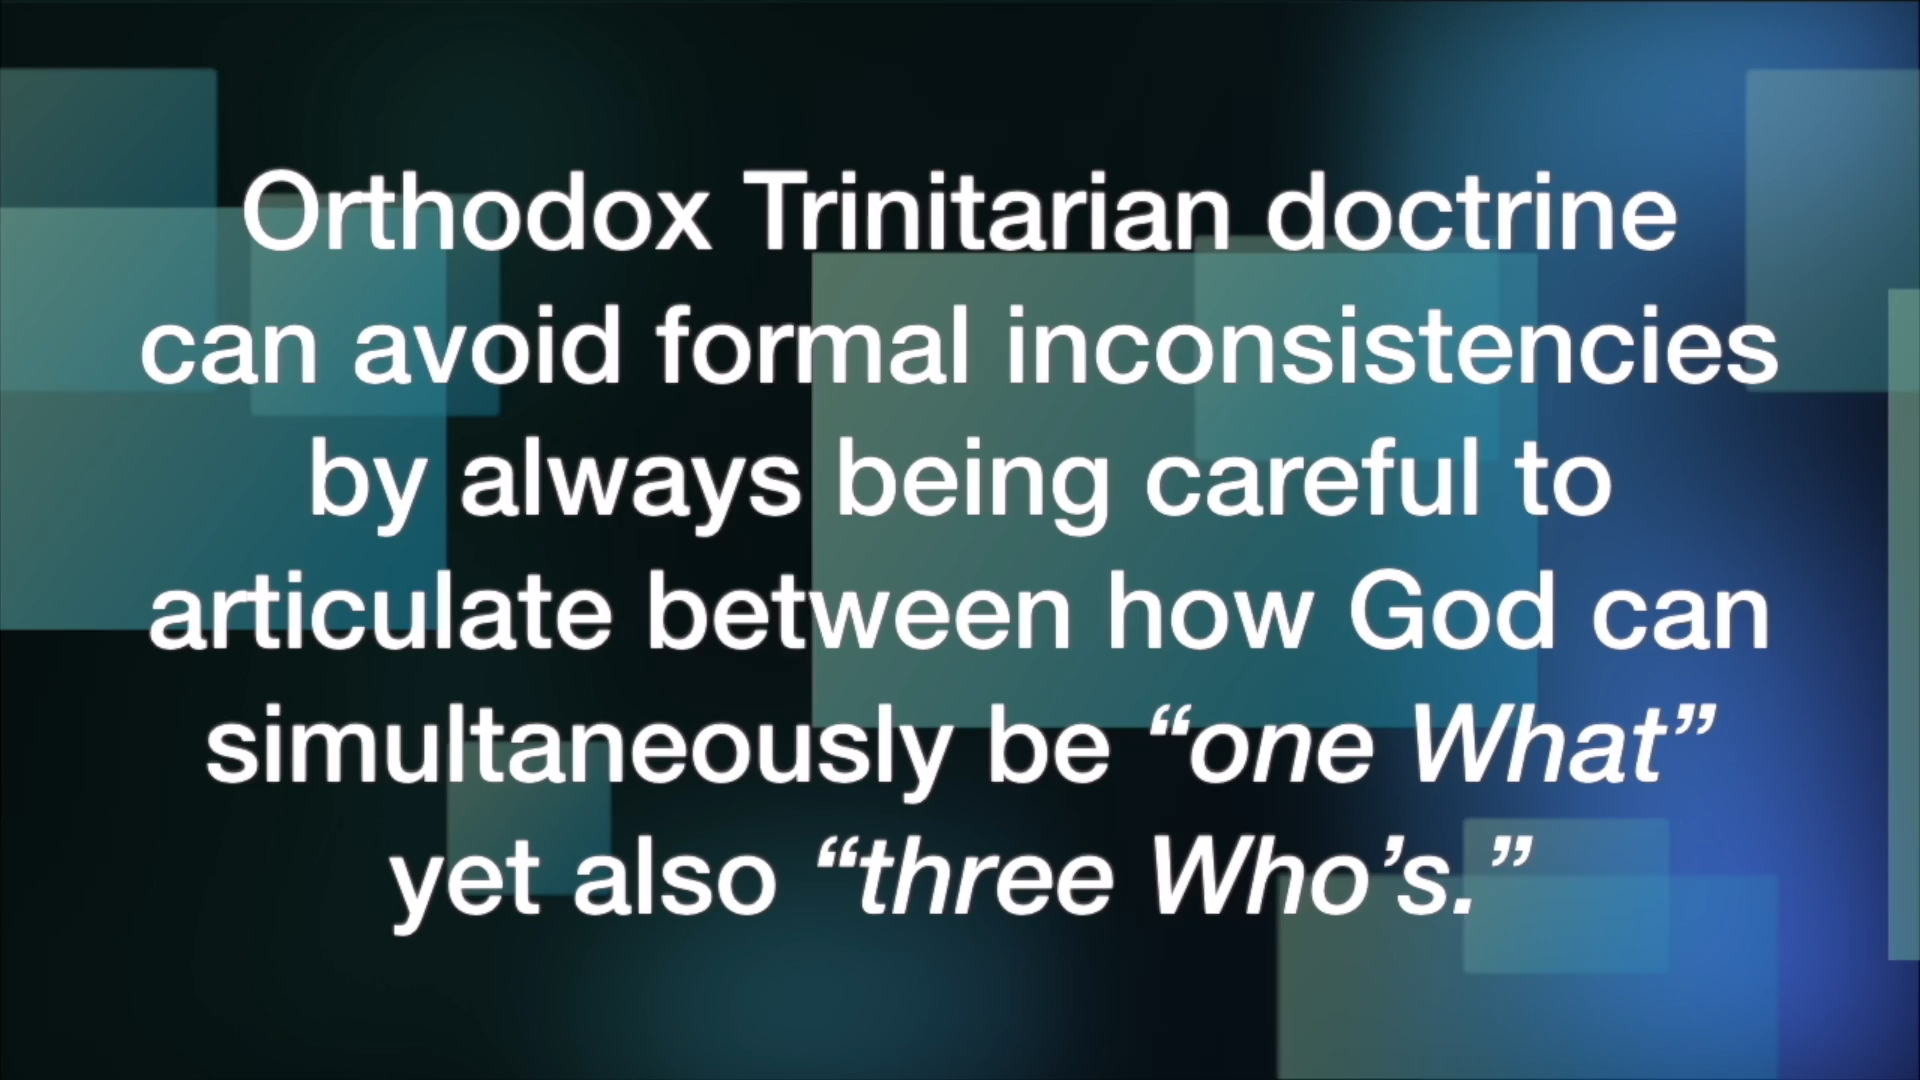 Orthodox Trinitarian doctrine
can avoid formal inconsistencies
by always being careful to
articulate between how God can
simultaneously be “one What”
yet also “three Who’s.”